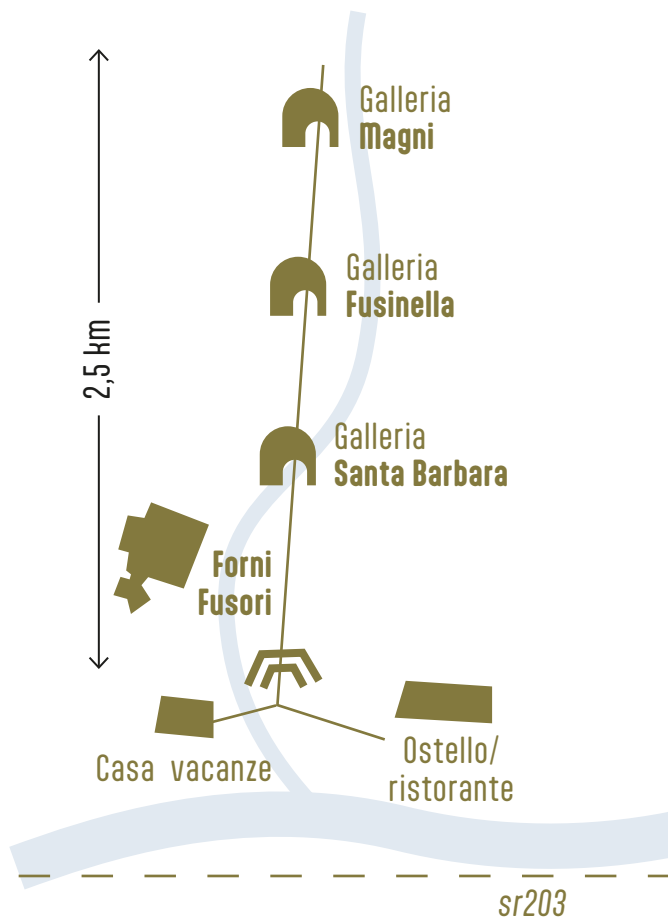 Galleria
Magni
Galleria
Fusinella
2,5 km
Galleria
Santa Barbara
Forni
Fusori
Casa vacanze
Ostello/
ristorante
sr203